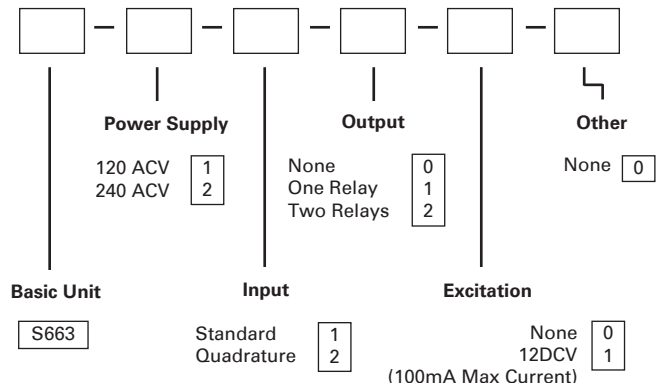 Power Supply
120 ACV 1
240 ACV 2
Output
None 0
One Relay 1
Two Relays 2
Other
None 0
Basic Unit
S663
Input
Standard 1
Quadrature 2
Excitation
None 0
12DCV 1
(100mA Max Current)